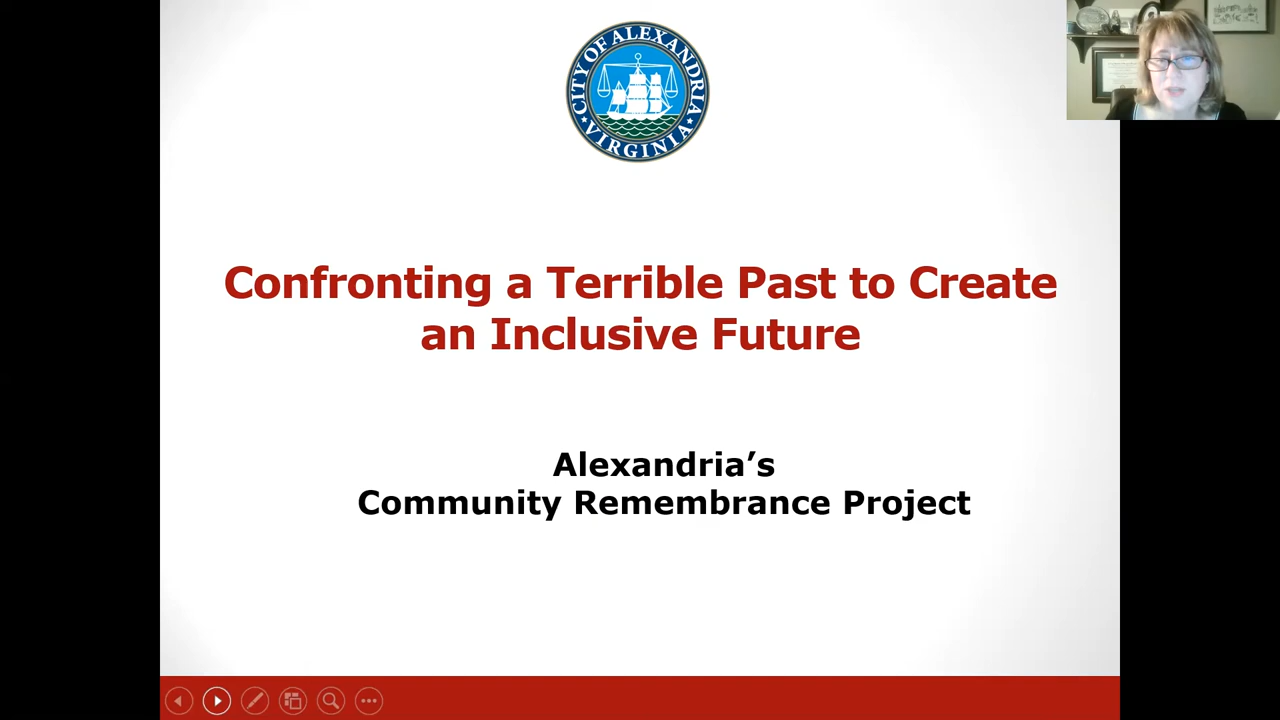 CITY OF ALEXANDRIA
VIRGINIA
Confronting a Terrible Past to Create
an Inclusive Future
Alexandria’s
Community Remembrance Project